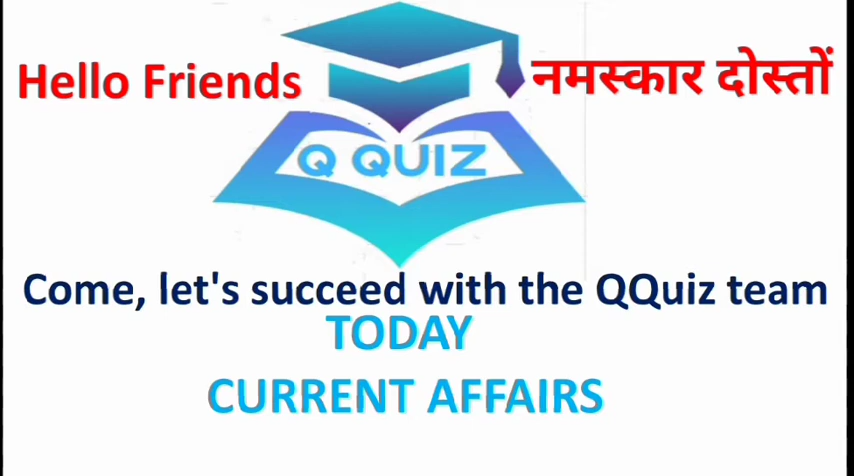 Hello Friends
नमस्कार दोस्तों
Q QUIZ
Come, let's succeed with the QQuiz team
TODAY
CURRENT AFFAIRS